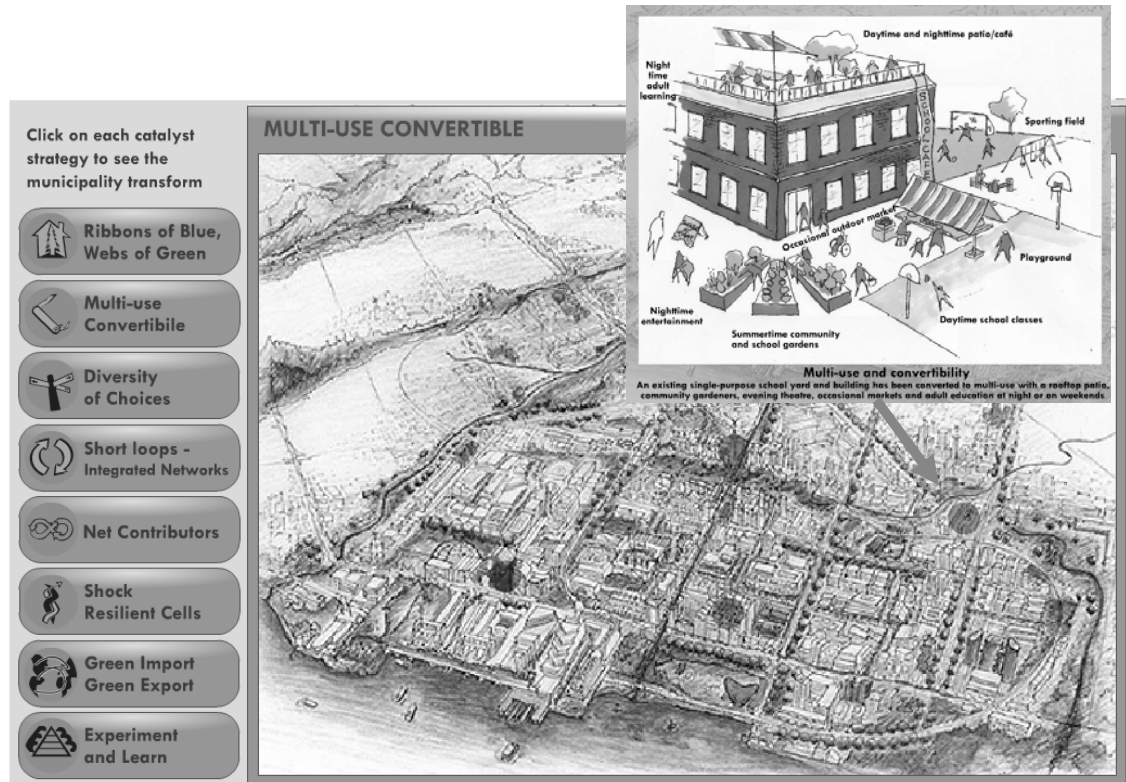 Click on each catalyst
strategy to see the
municipality transform
Ribbons of Blue,
Webs of Green
Multi-use
Convertibile
Diversity
of Choices
Short loops -
Integrated Networks
Net Contributors
Shock
Resilient Cells
Green Import
Green Export
Experiment
and Learn
MULTI-USE CONVERTIBLE
Daytime and nighttime patio/café
Night
time
adult
learning
SCHOOL CAFE
Sporting field
Occasional outdoor market
Playground
Nighttime
entertainment
Daytime school classes
Summertime community
and school gardens
Multi-use and convertibility
An existing single-purpose school yard and building has been converted to multi-use with a rooftop patio,
community gardeners, evening theatre, occasional markets and adult education at night or on weekends.